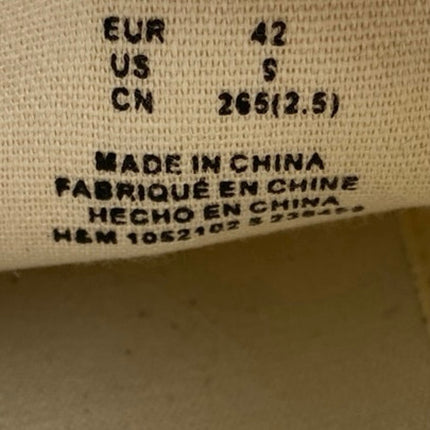 EUR 42
US
CN 265(2.5)
MADE IN CHINA
FABRIQUÉ EN CHINE
HECHO EN CHINA
H&M 1052102